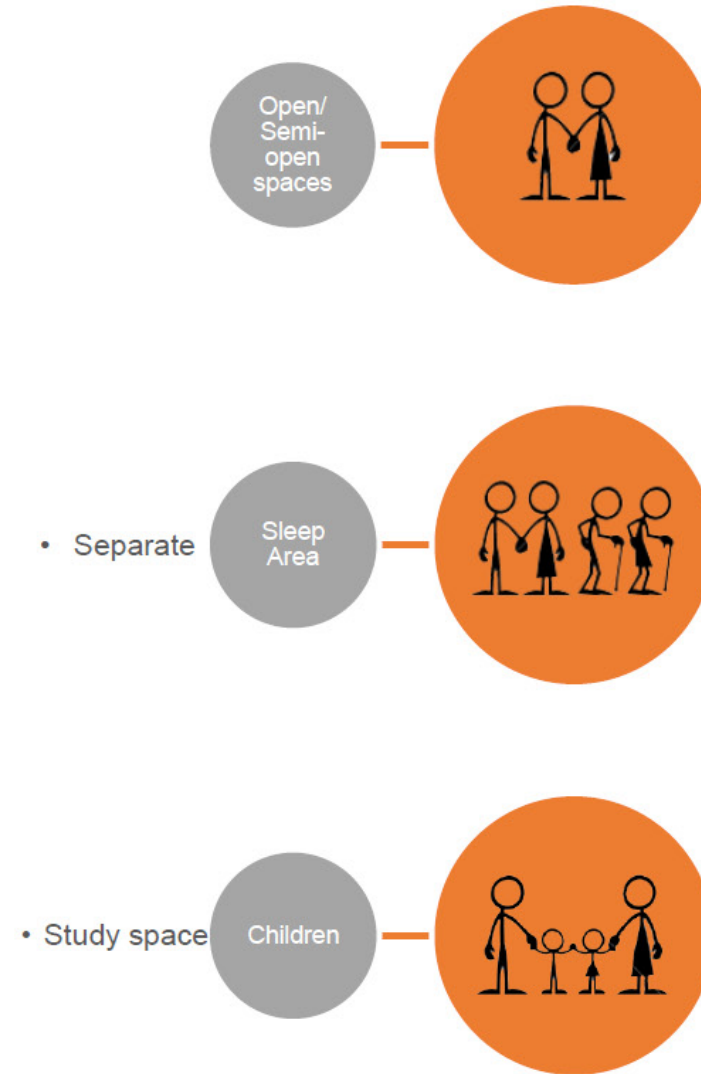 Open/
Semi-
open
spaces
• Separate
Sleep
Area
• Study space
Children